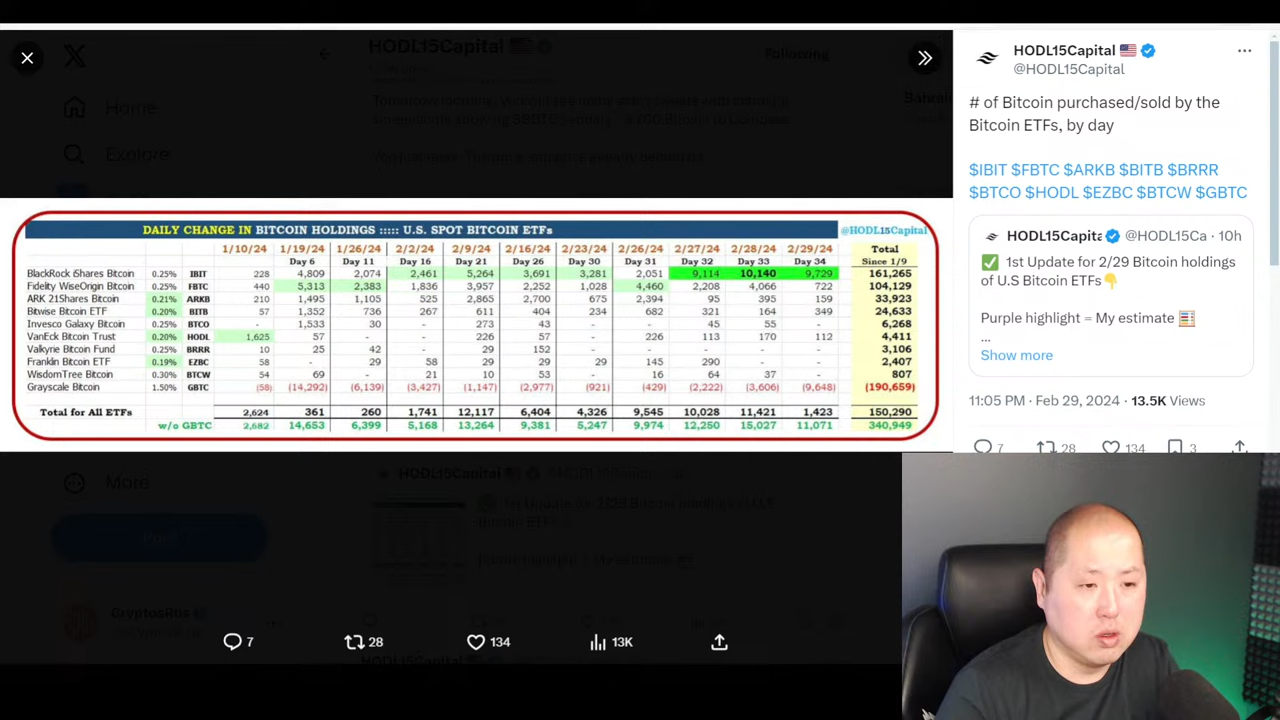 HODL15Capital
Following
Home
Explore
DAILY CHANGE IN BITCOIN HOLDINGS ::::: U.S. SPOT BITCOIN ETFs @HODL15Capital
1/10/24 1/19/24 1/26/24 2/2/24 2/9/24 2/16/24 2/23/24 2/26/24 2/27/24 2/28/24 2/29/24 Total
Day 6 Day 11 Day 16 Day 21 Day 26 Day 30 Day 31 Day 32 Day 33 Day 34 Since 1/9
BlackRock iShares Bitcoin 0.25% IBIT 228 4,809 2,074 2,461 5,264 3,691 3,281 2,051 9,114 10,140 9,729 161,265
Fidelity WiseOrigin Bitcoin 0.25% FBTC 440 5,313 2,383 1,836 3,957 2,252 1,028 4,460 2,208 4,066 722 104,129
ARK 21Shares Bitcoin 0.21% ARKB 210 1,495 1,105 525 2,865 2,700 675 2,394 95 395 159 33,923
Bitwise Bitcoin ETF 0.20% BITB 57 1,352 736 267 611 404 234 682 321 164 349 24,633
Invesco Galaxy Bitcoin 0.25% BTCO - 1,533 30 - 273 43 - - 45 55 - 6,268
VanEck Bitcoin Trust 0.20% HODL 1,625 57 - - 226 57 - 226 113 170 112 4,411
Valkyrie Bitcoin Fund 0.25% BRRR 10 25 42 - 29 152 - - - - - 3,106
Franklin Bitcoin ETF 0.19% EZBC 58 - 29 58 29 29 29 145 290 - - 2,407
WisdomTree Bitcoin 0.30% BTCW 54 69 - 21 10 53 - 16 64 37 - 807
Grayscale Bitcoin 1.50% GBTC (58) (14,292) (6,139) (3,427) (1,147) (2,977) (921) (429) (2,222) (3,606) (9,648) (190,659)
Total for All ETFs 2,624 361 260 1,741 12,117 6,404 4,326 9,545 10,028 11,421 1,423 150,290
w/o GBTC 2,682 14,653 6,399 5,168 13,264 9,381 5,247 9,974 12,250 15,027 11,071 340,949
HODL15Capital
More
CryptosRus
7 28 134 13K
HODL15Capital
@HODL15Capital
# of Bitcoin purchased/sold by the
Bitcoin ETFs, by day
$IBIT $FBTC $ARKB $BITB $BRRR
$BTCO $HODL $EZBC $BTCW $GBTC
HODL15Capita @HODL15Ca · 10h
1st Update for 2/29 Bitcoin holdings
of U.S Bitcoin ETFs
Purple highlight = My estimate
...
Show more
11:05 PM · Feb 29, 2024 · 13.5K Views
7 28 134 3